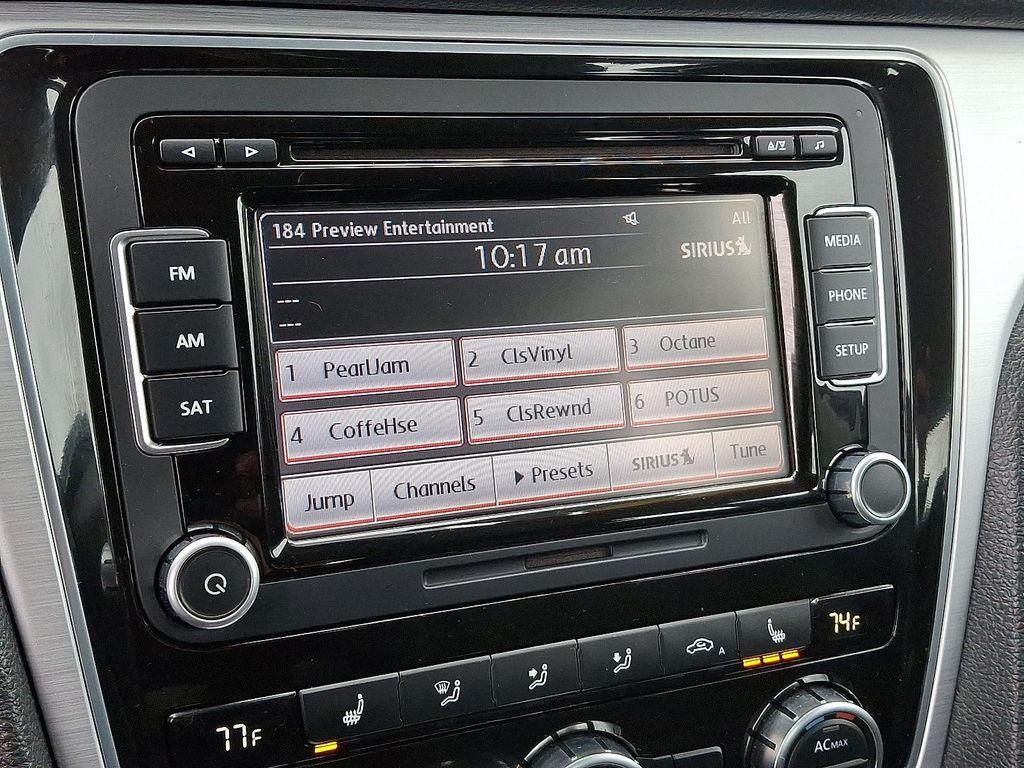 184 Preview Entertainment
All
10:17 am
SIRIUS
---
---
FM
AM
SAT
MEDIA
PHONE
SETUP
1 PearlJam
2 ClsVinyl
3 Octane
4 CoffeHse
5 ClsRewnd
6 POTUS
Jump
Channels
Presets
SIRIUS
Tune
A
74F
77F
AC MAX